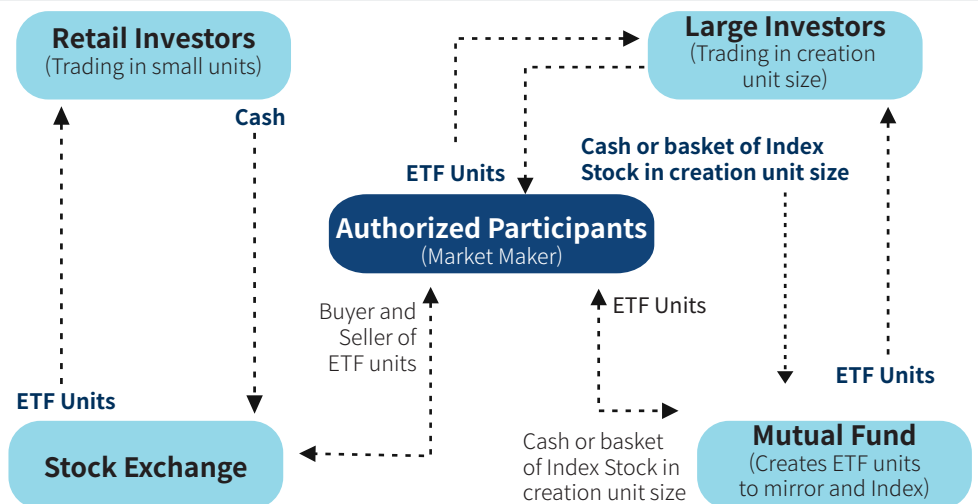 Retail Investors
(Trading in small units)
Large Investors
(Trading in creation
unit size)
Cash
Cash or basket of Index
Stock in creation unit size
ETF Units
Authorized Participants
(Market Maker)
Buyer and
Seller of
ETF units
ETF Units
ETF Units
ETF Units
Stock Exchange
Cash or basket
of Index Stock in
creation unit size
Mutual Fund
(Creates ETF units
to mirror and Index)